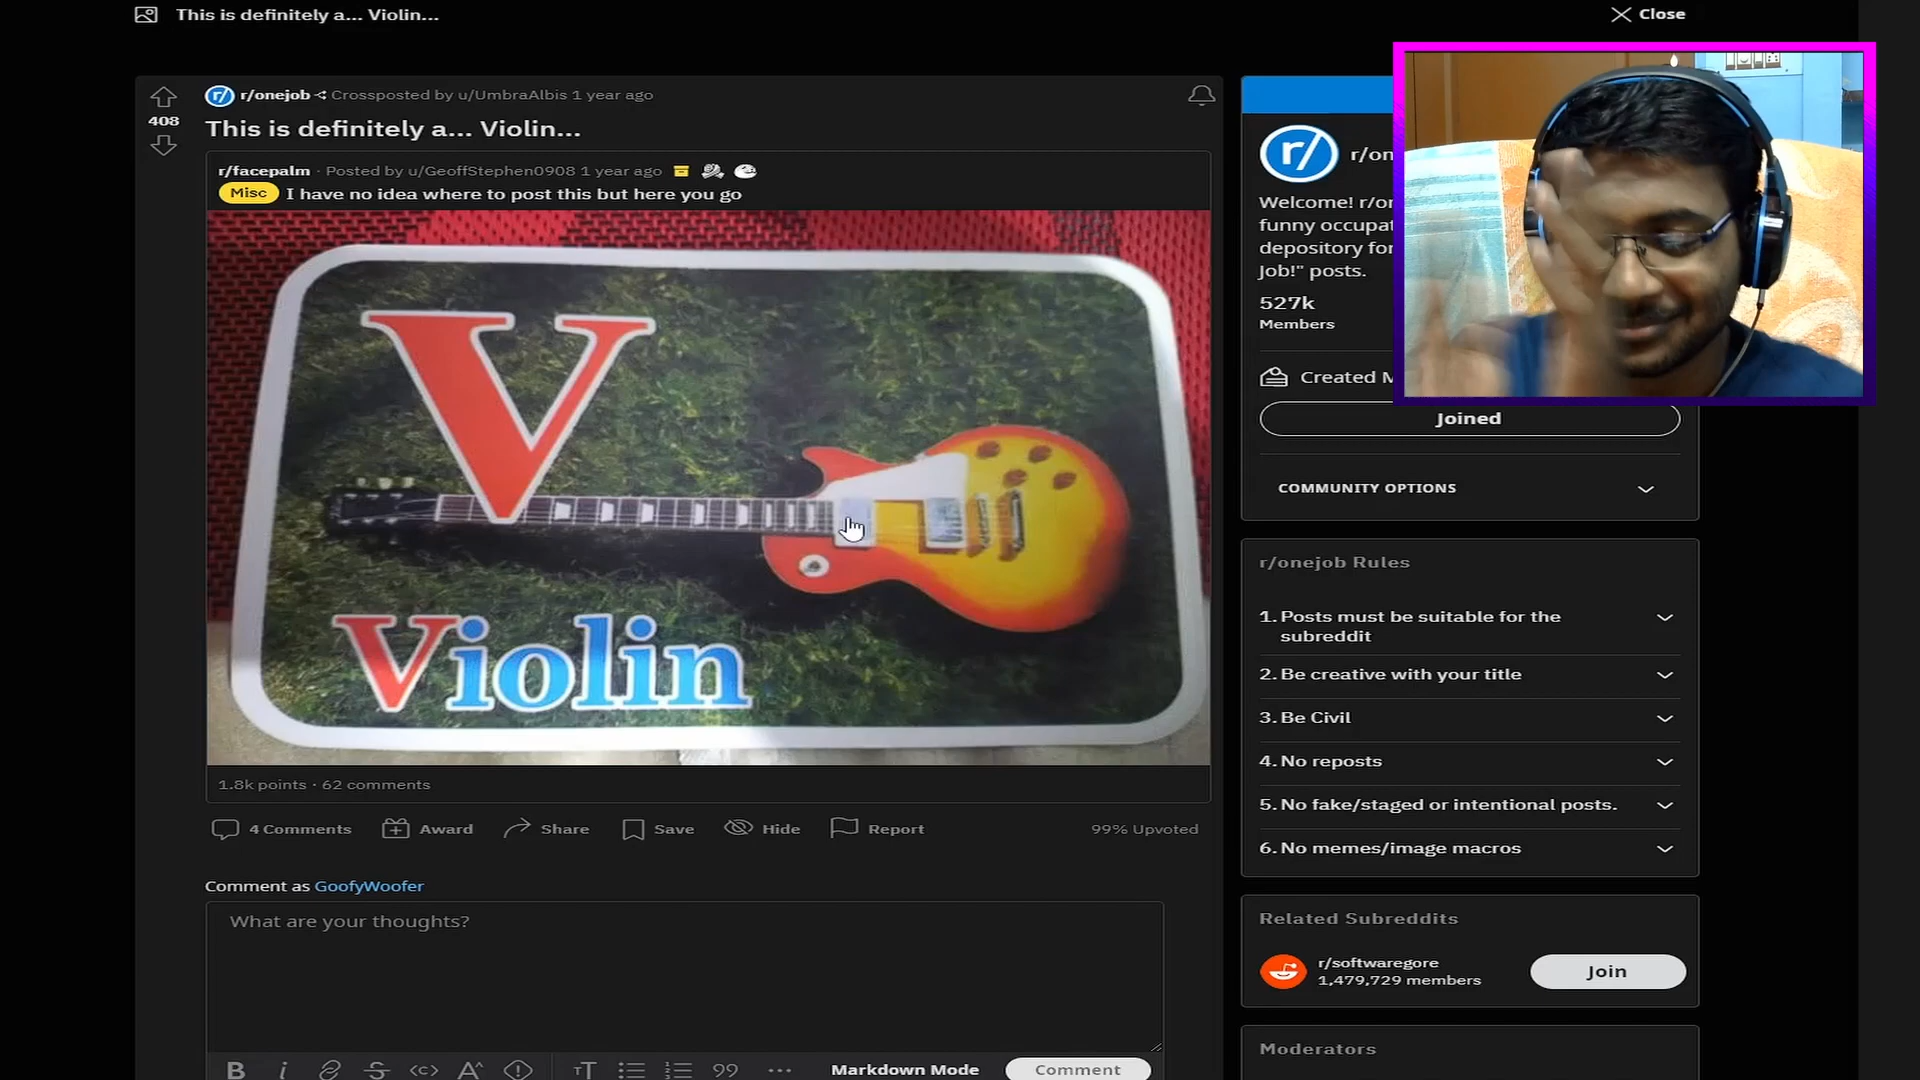 This is definitely a... Violin...
Close
r/onejob Crossposted by u/UmbraAlbis 1 year ago
408
This is definitely a... Violin...
r/facepalm · Posted by u/GeoffStephen0908 1 year ago
Misc I have no idea where to post this but here you go
V
Violin
1.8k points · 62 comments
4 Comments Award Share Save Hide Report 99% Upvoted
Comment as GoofyWoofer
What are your thoughts?
B i A TT 99 ... Markdown Mode Comment
r/ r/on
Welcome! r/on
funny occupat
depository for
Job!" posts.
527k
Members
Created M
Joined
COMMUNITY OPTIONS
r/onejob Rules
1. Posts must be suitable for the
subreddit
2. Be creative with your title
3. Be Civil
4. No reposts
5. No fake/staged or intentional posts.
6. No memes/image macros
Related Subreddits
r/softwaregore
1,479,729 members
Join
Moderators